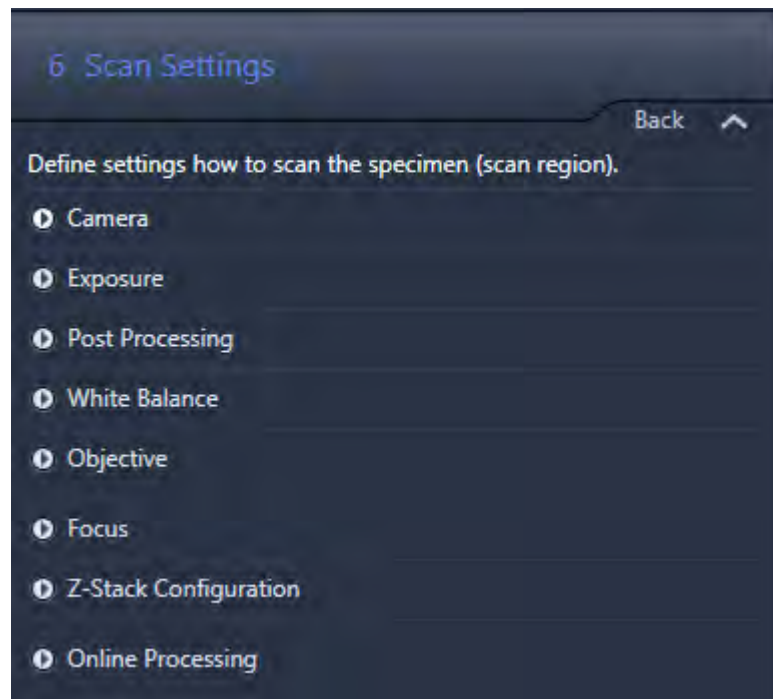 6 Scan Settings
Back
Define settings how to scan the specimen (scan region).
Camera
Exposure
Post Processing
White Balance
Objective
Focus
Z-Stack Configuration
Online Processing